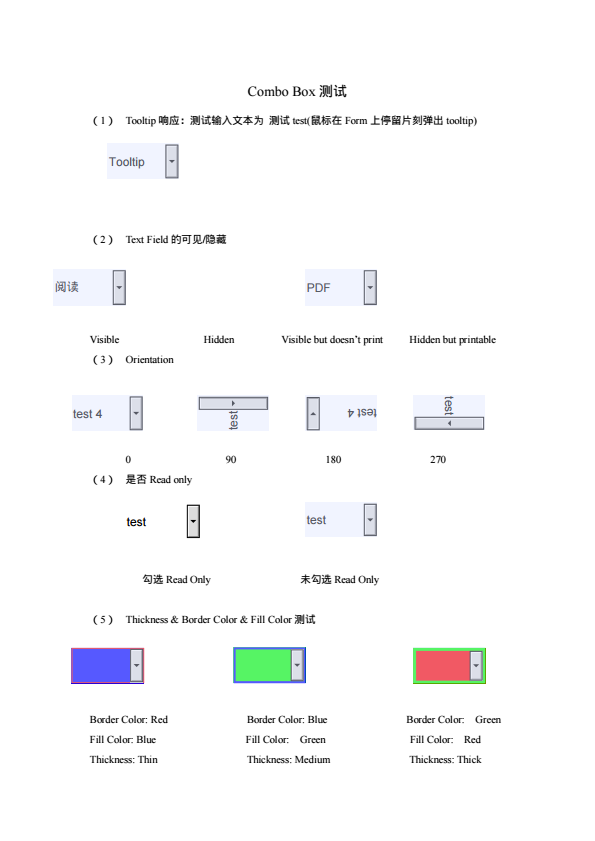 Combo Box 测试
（1） Tooltip 响应：测试输入文本为 测试 test(鼠标在 Form 上停留片刻弹出 tooltip)
Tooltip
（2） Text Field 的可见/隐藏
阅读 PDF
Visible Hidden Visible but doesn’t print Hidden but printable
（3） Orientation
test 4 test test 4 test
0 90 180 270
（4） 是否 Read only
test test
勾选 Read Only 未勾选 Read Only
（5） Thickness & Border Color & Fill Color 测试
Border Color: Red Border Color: Blue Border Color: Green
Fill Color: Blue Fill Color: Green Fill Color: Red
Thickness: Thin Thickness: Medium Thickness: Thick